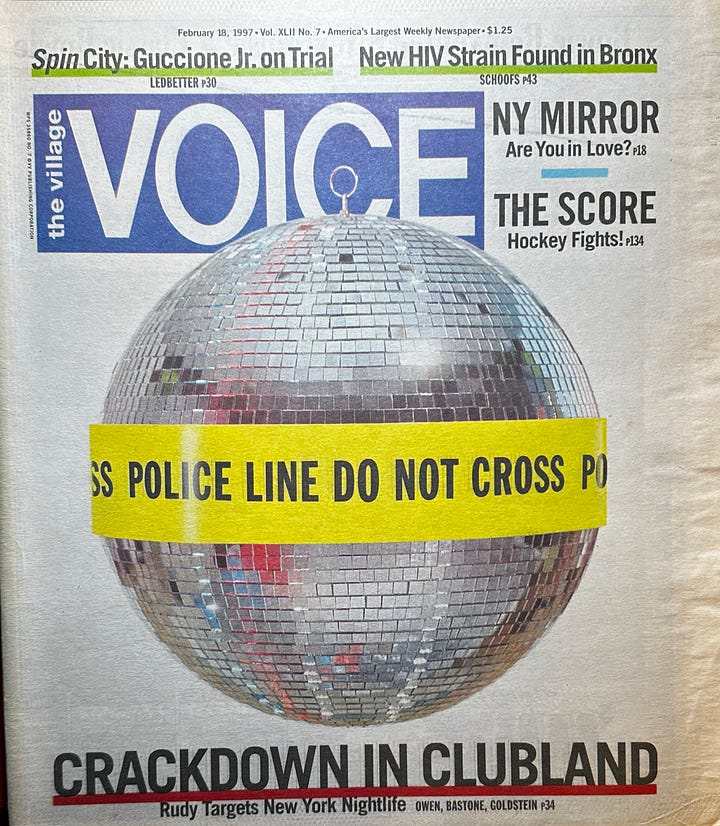 February 18, 1997 • Vol. XLII No. 7 • America's Largest Weekly Newspaper • $1.25
Spin City: Guccione Jr. on Trial
LEDBETTER P30
New HIV Strain Found in Bronx
SCHOOFS P43
the village
VOICE
NY MIRROR
Are You in Love? P18
THE SCORE
Hockey Fights! P134
SS POLICE LINE DO NOT CROSS PO
CRACKDOWN IN CLUBLAND
Rudy Targets New York Nightlife OWEN, BASTONE, GOLDSTEIN P34